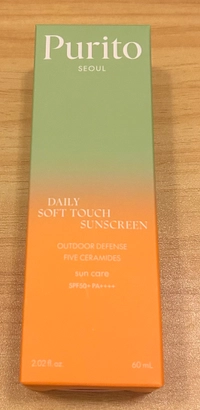 Purito
SEOUL
DAILY
SOFT TOUCH
SUNSCREEN
OUTDOOR DEFENSE
FIVE CERAMIDES
sun care
SPF50+ PA++++
2.02 fl.oz.
60 mL